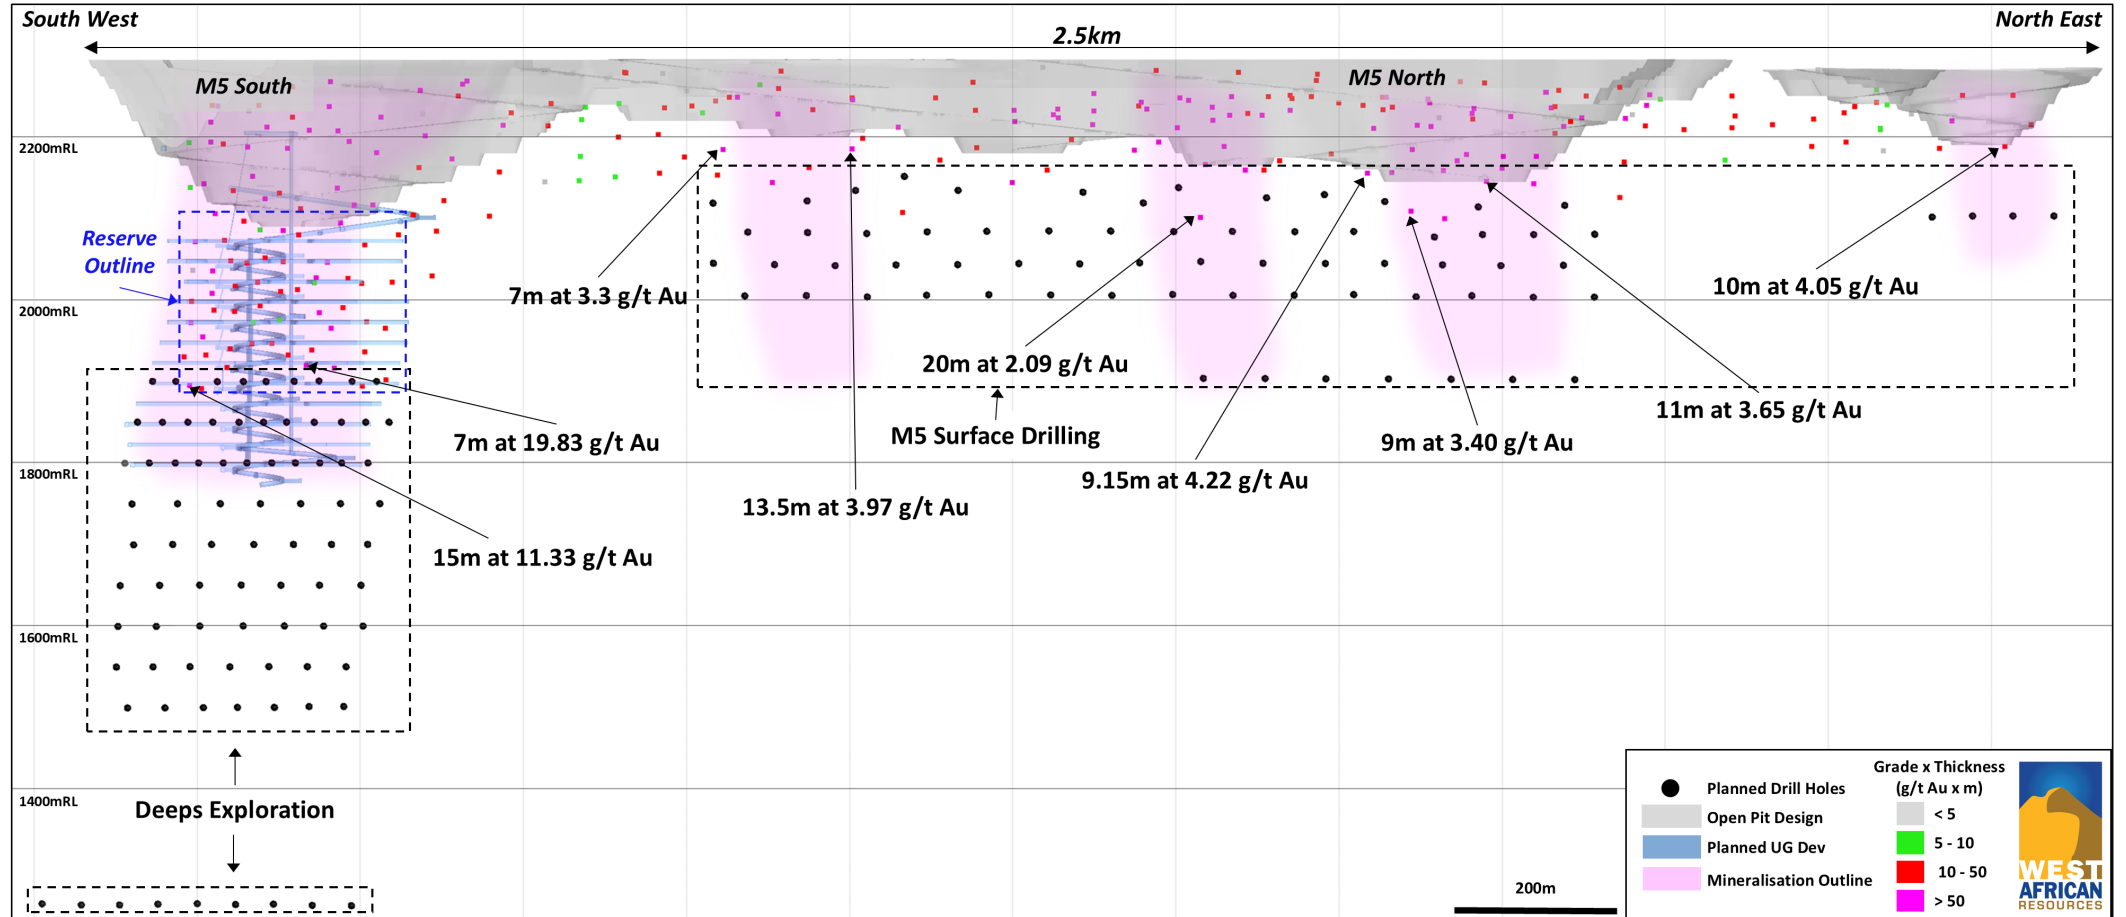 South West
North East
2.5km
M5 South
M5 North
2200mRL
Reserve
Outline
2000mRL
7m at 3.3 g/t Au
10m at 4.05 g/t Au
20m at 2.09 g/t Au
11m at 3.65 g/t Au
M5 Surface Drilling
7m at 19.83 g/t Au
9m at 3.40 g/t Au
1800mRL
9.15m at 4.22 g/t Au
13.5m at 3.97 g/t Au
15m at 11.33 g/t Au
1600mRL
1400mRL
Deeps Exploration
200m
Planned Drill Holes
Open Pit Design
Planned UG Dev
Mineralisation Outline
Grade x Thickness
(g/t Au x m)
< 5
5 - 10
10 - 50
> 50
WEST
AFRICAN
RESOURCES